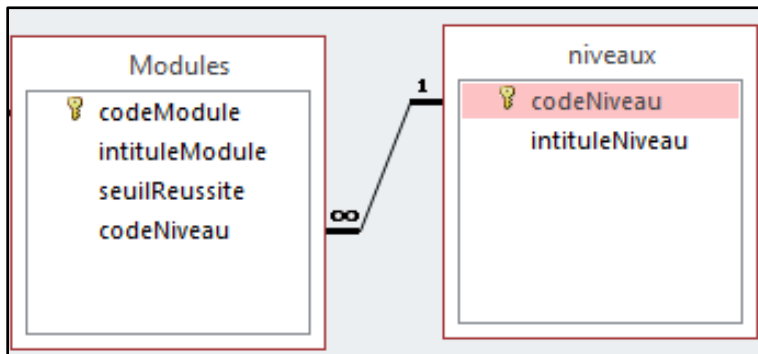 Modules
codeModule
intituleModule
seuilReussite
codeNiveau
∞
1
niveaux
codeNiveau
intituleNiveau